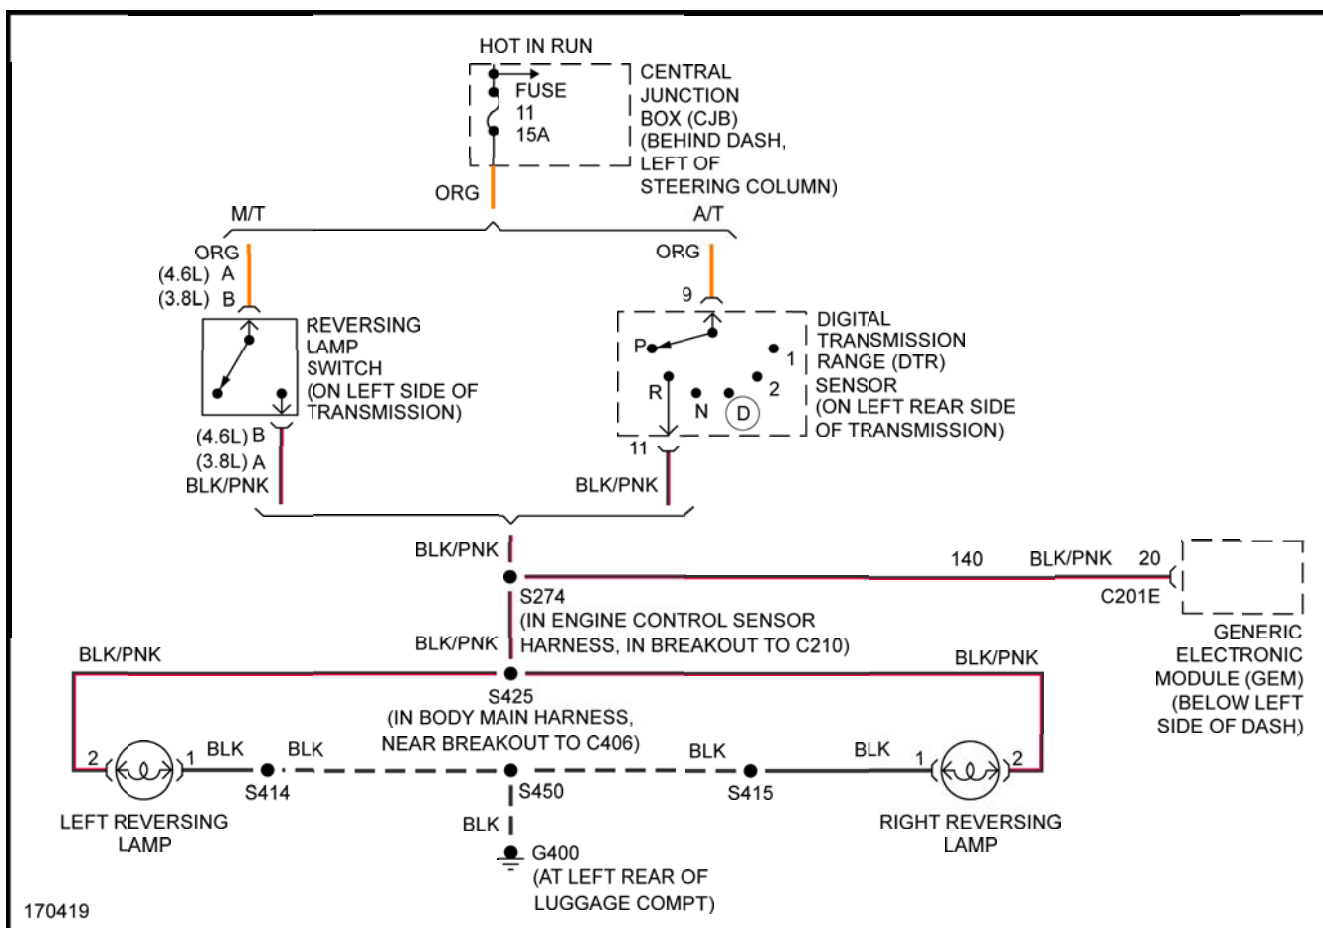 HOT IN RUN
FUSE
11
15A
CENTRAL
JUNCTION
BOX (CJB)
(BEHIND DASH,
LEFT OF
STEERING COLUMN)
ORG
M/T
A/T
ORG
(4.6L) A
(3.8L) B
ORG
9
REVERSING
LAMP
SWITCH
(ON LEFT SIDE OF
TRANSMISSION)
P
R
N
D
2
1
DIGITAL
TRANSMISSION
RANGE (DTR)
SENSOR
(ON LEFT REAR SIDE
OF TRANSMISSION)
(4.6L) B
(3.8L) A
BLK/PNK
11
BLK/PNK
BLK/PNK
140
BLK/PNK
20
C201E
S274
(IN ENGINE CONTROL SENSOR
HARNESS, IN BREAKOUT TO C210)
GENERIC
ELECTRONIC
MODULE (GEM)
(BELOW LEFT
SIDE OF DASH)
BLK/PNK
BLK/PNK
BLK/PNK
S425
(IN BODY MAIN HARNESS,
NEAR BREAKOUT TO C406)
2
1
BLK
BLK
BLK
BLK
1
2
S414
S450
S415
LEFT REVERSING
LAMP
RIGHT REVERSING
LAMP
BLK
G400
(AT LEFT REAR OF
LUGGAGE COMPT)
170419